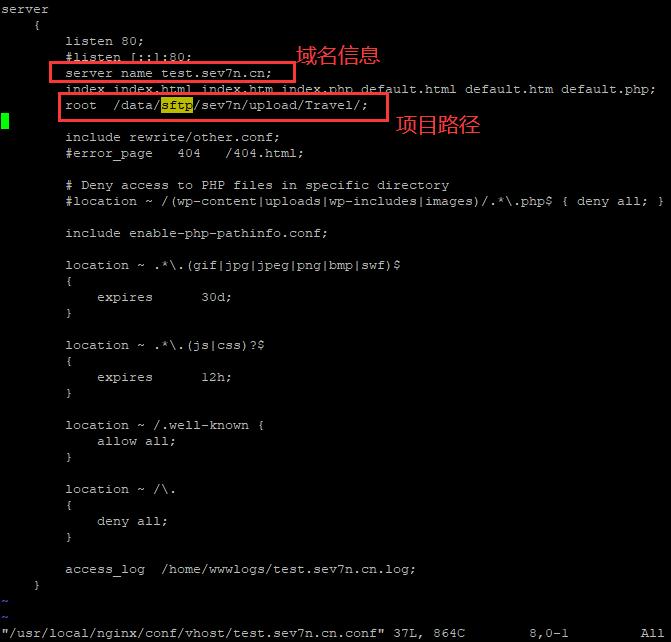 server
{
listen 80;
#listen [::]:80;
server_name test.sev7n.cn;
域名信息
index index.html index.htm index.php default.html default.htm default.php;
root  /data/sftp/sev7n/upload/Travel/;
项目路径
include rewrite/other.conf;
#error_page   404   /404.html;
# Deny access to PHP files in specific directory
#location ~ /(wp-content|uploads|wp-includes|images)/.*\.php$ { deny all; }
include enable-php-pathinfo.conf;
location ~ .*\.(gif|jpg|jpeg|png|bmp|swf)$
{
expires      30d;
}
location ~ .*\.(js|css)?$
{
expires      12h;
}
location ~ /.well-known {
allow all;
}
location ~ /\.
{
deny all;
}
access_log  /home/wwwlogs/test.sev7n.cn.log;
}
~
~
"/usr/local/nginx/conf/vhost/test.sev7n.cn.conf" 37L, 864C 8,0-1 All